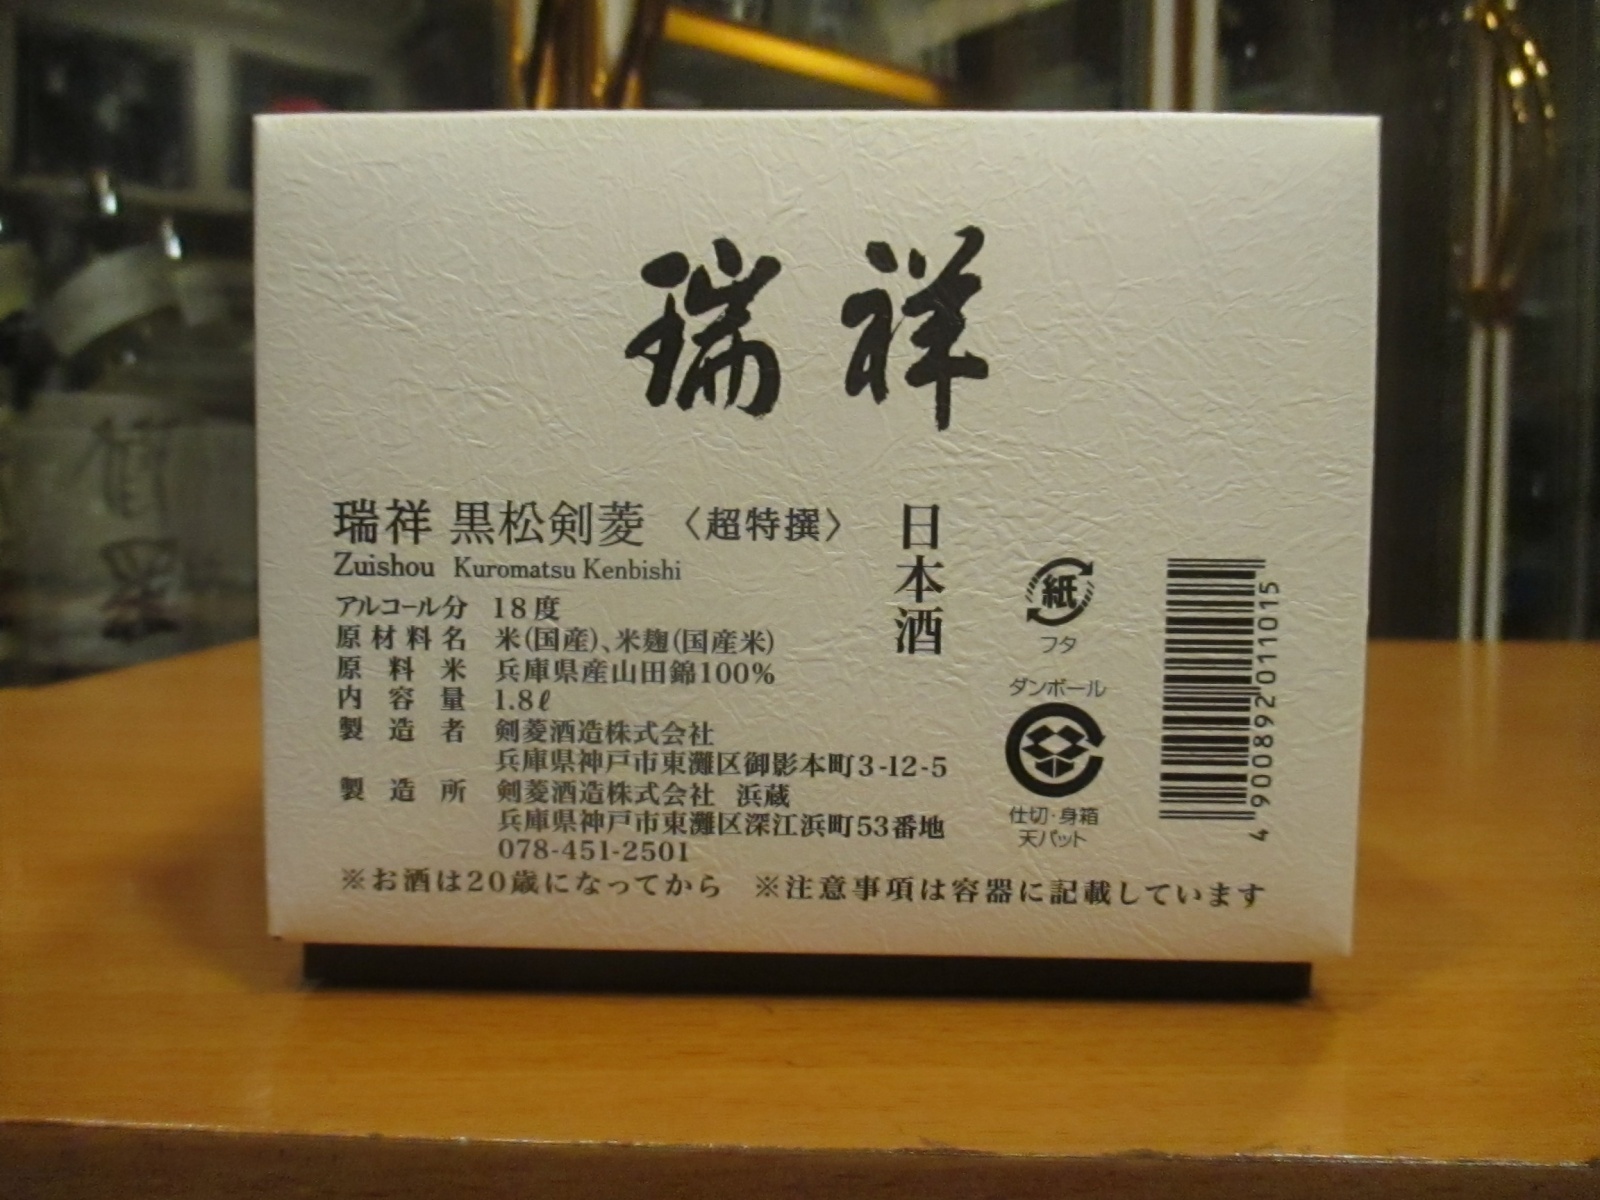 瑞祥
瑞祥 黒松剣菱 〈超特撰〉
Zuishou Kuromatsu Kenbishi
日本酒
アルコール分 18度
原材料名 米(国産)、米麹(国産米)
原料米 兵庫県産山田錦100%
内容量 1.8ℓ
製造者 剣菱酒造株式会社
兵庫県神戸市東灘区御影本町3-12-5
製造所 剣菱酒造株式会社 浜蔵
兵庫県神戸市東灘区深江浜町53番地
078-451-2501
※お酒は20歳になってから ※注意事項は容器に記載しています
紙
フタ
ダンボール
仕切・身箱
天パット
4 900892 011015